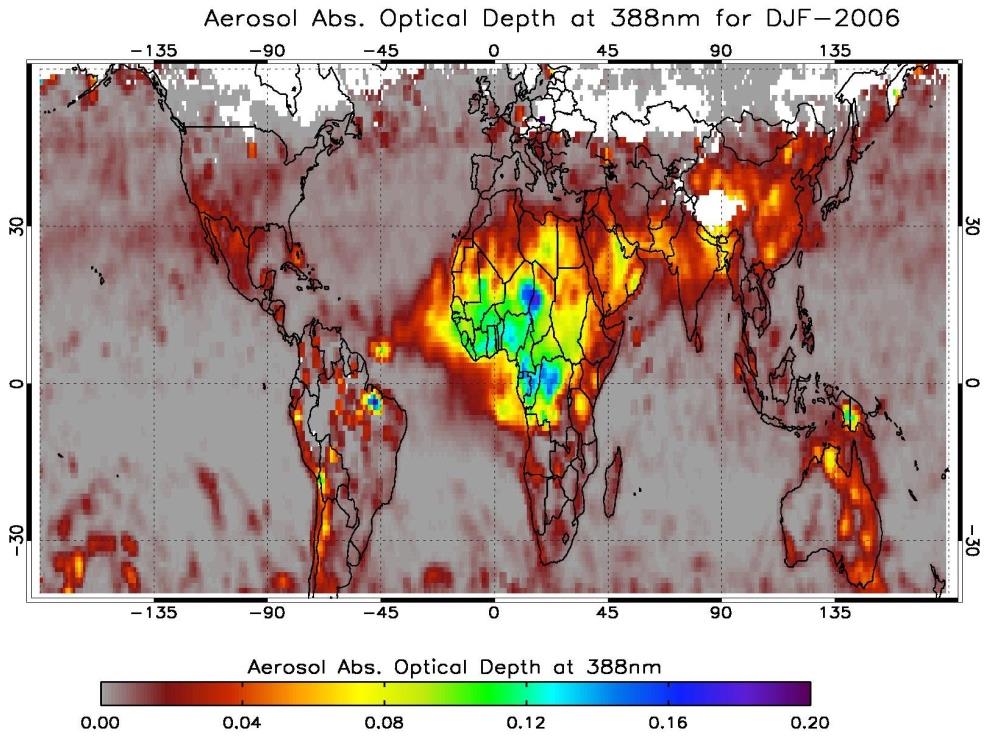 Aerosol Abs. Optical Depth at 388nm for DJF-2006
-135 -90 -45 0 45 90 135
30 30
0 0
-30 -30
-135 -90 -45 0 45 90 135
Aerosol Abs. Optical Depth at 388nm
0.00 0.04 0.08 0.12 0.16 0.20